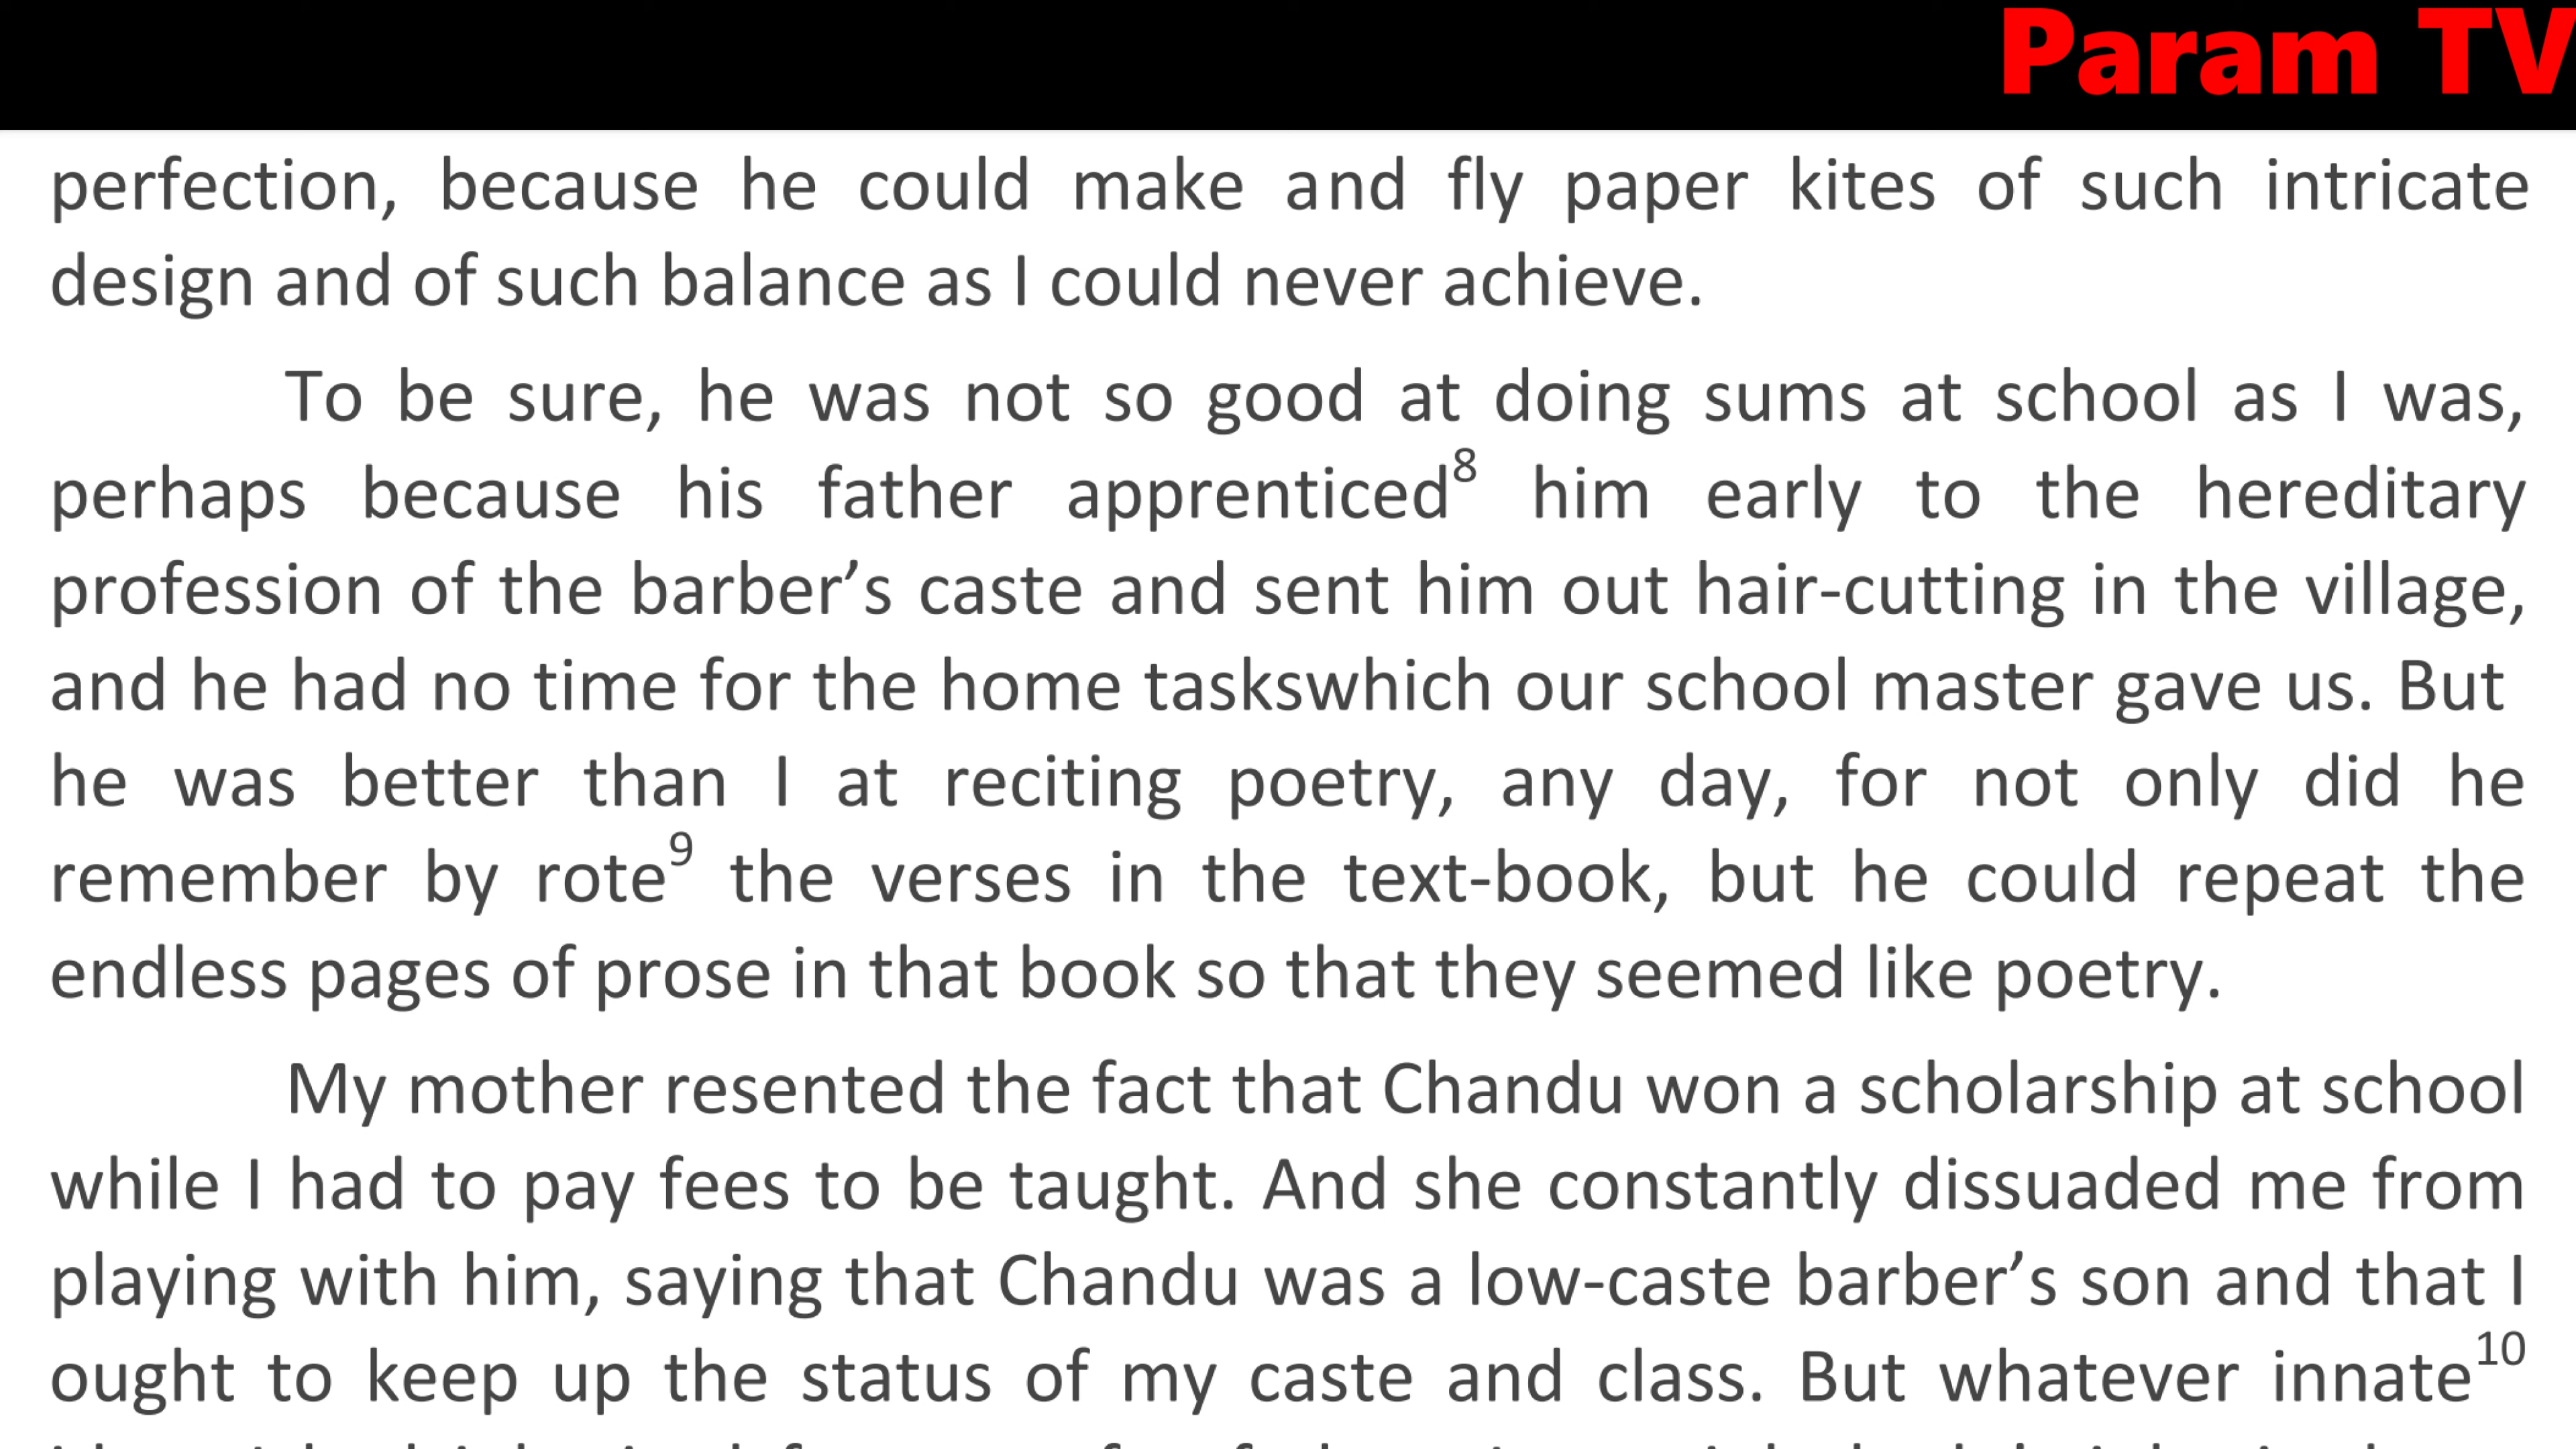 Param TV
perfection, because he could make and fly paper kites of such intricate
design and of such balance as I could never achieve.
To be sure, he was not so good at doing sums at school as I was,
perhaps because his father apprenticed⁸ him early to the hereditary
profession of the barber’s caste and sent him out hair-cutting in the village,
and he had no time for the home taskswhich our school master gave us. But
he was better than I at reciting poetry, any day, for not only did he
remember by rote⁹ the verses in the text-book, but he could repeat the
endless pages of prose in that book so that they seemed like poetry.
My mother resented the fact that Chandu won a scholarship at school
while I had to pay fees to be taught. And she constantly dissuaded me from
playing with him, saying that Chandu was a low-caste barber’s son and that I
ought to keep up the status of my caste and class. But whatever innate¹⁰